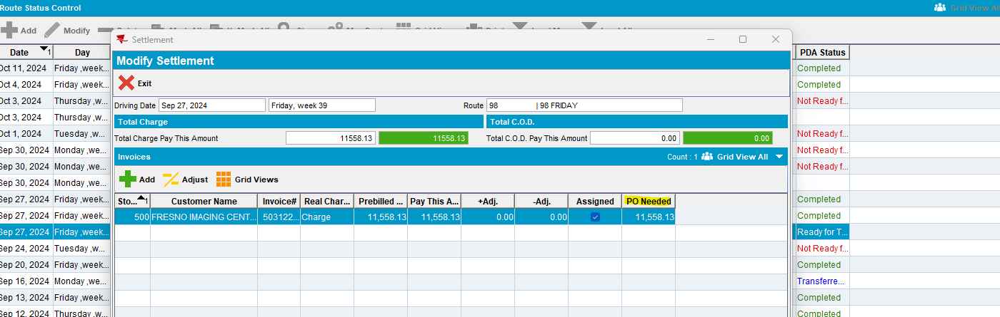 Route Status Control
Grid View All
Add Modify
Settlement
Modify Settlement
Exit
Driving Date Sep 27, 2024 Friday, week 39 Route 98 | 98 FRIDAY
Total Charge Total C.O.D.
Total Charge Pay This Amount 11558.13 11558.13 Total C.O.D. Pay This Amount 0.00 0.00
Invoices Count : 1 Grid View All
Add Adjust Grid Views
Sto... 1 Customer Name Invoice# Real Char... Prebilled ... Pay This A... +Adj. -Adj. Assigned PO Needed
500 FRESNO IMAGING CENT... 503122... Charge 11,558.13 11,558.13 0.00 0.00 11,558.13
Date 1 Day PDA Status
Oct 11, 2024 Friday ,week... Completed
Oct 4, 2024 Friday ,week... Completed
Oct 3, 2024 Thursday ,w... Not Ready f...
Oct 3, 2024 Thursday ,w...
Oct 1, 2024 Tuesday ,w... Not Ready f...
Sep 30, 2024 Monday ,we... Not Ready f...
Sep 30, 2024 Monday ,we... Not Ready f...
Sep 30, 2024 Monday ,we...
Sep 27, 2024 Friday ,week... Completed
Sep 27, 2024 Friday ,week... Completed
Sep 27, 2024 Friday ,week... Ready for T...
Sep 24, 2024 Tuesday ,w... Not Ready f...
Sep 20, 2024 Friday ,week... Completed
Sep 16, 2024 Monday ,we... Transferre...
Sep 13, 2024 Friday ,week... Completed
Sep 12, 2024 Thursday ,w... Completed